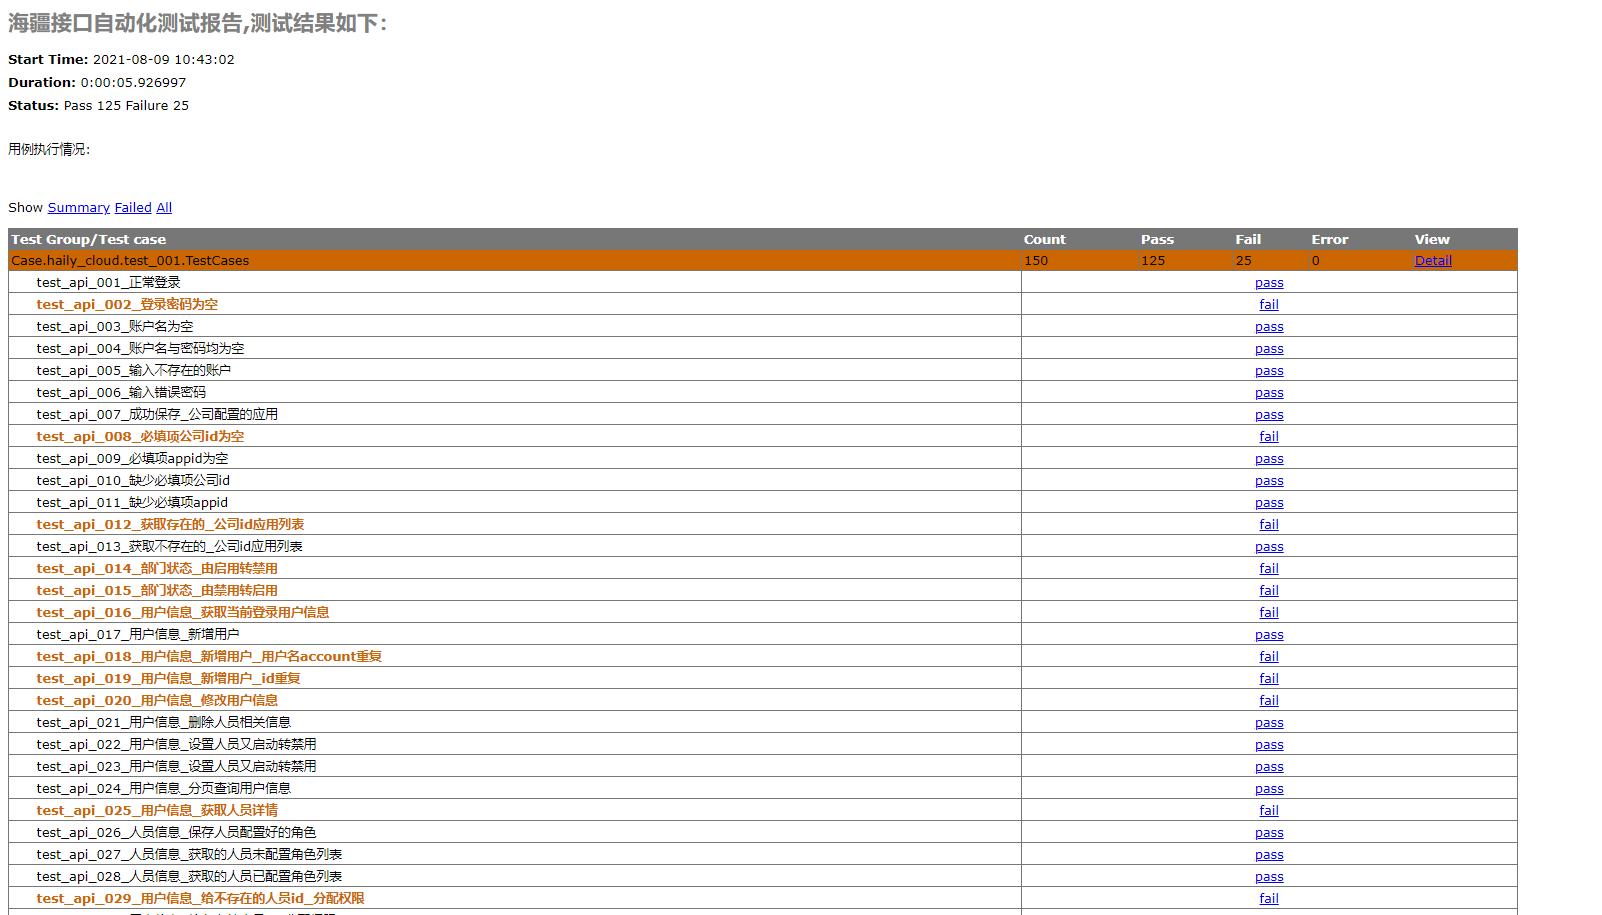 海疆接口自动化测试报告,测试结果如下:
Start Time: 2021-08-09 10:43:02
Duration: 0:00:05.926997
Status: Pass 125 Failure 25
用例执行情况:
Show Summary Failed All
Test Group/Test case Count Pass Fail Error View
Case.haily_cloud.test_001.TestCases 150 125 25 0 Detail
test_api_001_正常登录 pass
test_api_002_登录密码为空 fail
test_api_003_账户名为空 pass
test_api_004_账户名与密码均为空 pass
test_api_005_输入不存在的账户 pass
test_api_006_输入错误密码 pass
test_api_007_成功保存_公司配置的应用 pass
test_api_008_必填项公司id为空 fail
test_api_009_必填项appid为空 pass
test_api_010_缺少必填项公司id pass
test_api_011_缺少必填项appid pass
test_api_012_获取存在的_公司id应用列表 fail
test_api_013_获取不存在的_公司id应用列表 pass
test_api_014_部门状态_由启用转禁用 fail
test_api_015_部门状态_由禁用转启用 fail
test_api_016_用户信息_获取当前登录用户信息 fail
test_api_017_用户信息_新增用户 pass
test_api_018_用户信息_新增用户_用户名account重复 fail
test_api_019_用户信息_新增用户_id重复 fail
test_api_020_用户信息_修改用户信息 fail
test_api_021_用户信息_删除人员相关信息 pass
test_api_022_用户信息_设置人员又启动转禁用 pass
test_api_023_用户信息_设置人员又启动转禁用 pass
test_api_024_用户信息_分页查询用户信息 pass
test_api_025_用户信息_获取人员详情 fail
test_api_026_人员信息_保存人员配置好的角色 pass
test_api_027_人员信息_获取的人员未配置角色列表 pass
test_api_028_人员信息_获取的人员已配置角色列表 pass
test_api_029_用户信息_给不存在的人员id_分配权限 fail